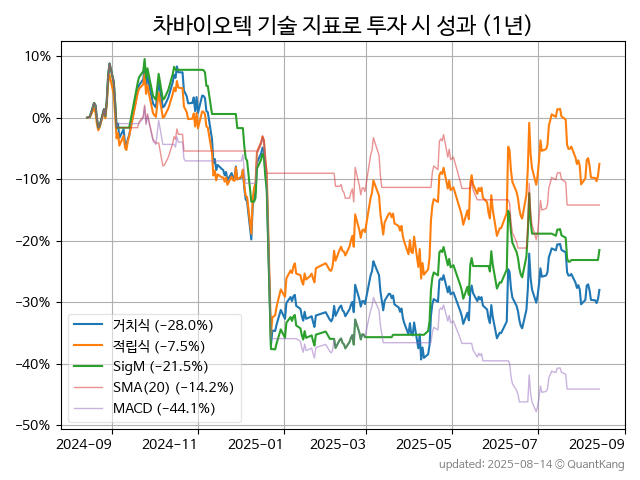 차바이오텍 기술 지표로 투자 시 성과 (1년)
10%
0%
−10%
−20%
−30%
−40%
−50%
거치식 (−28.0%)
적립식 (−7.5%)
SigM (−21.5%)
SMA(20) (−14.2%)
MACD (−44.1%)
2024-09 2024-11 2025-01 2025-03 2025-05 2025-07 2025-09
updated: 2025-08-14 © QuantKang